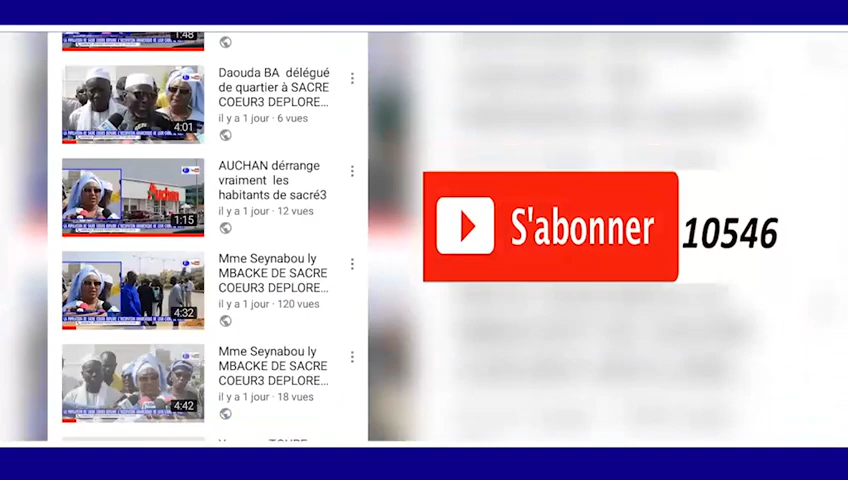 1:48
Daouda BA délégué
de quartier à SACRE
COEUR3 DEPLORE...
il y a 1 jour · 6 vues
4:01
AUCHAN dérrange
vraiment les
habitants de sacré3
il y a 1 jour · 12 vues
Auchan
1:15
Mme Seynabou ly
MBACKE DE SACRE
COEUR3 DEPLORE...
il y a 1 jour · 120 vues
4:32
Mme Seynabou ly
MBACKE DE SACRE
COEUR3 DEPLORE...
il y a 1 jour · 18 vues
4:42
S'abonner
10546